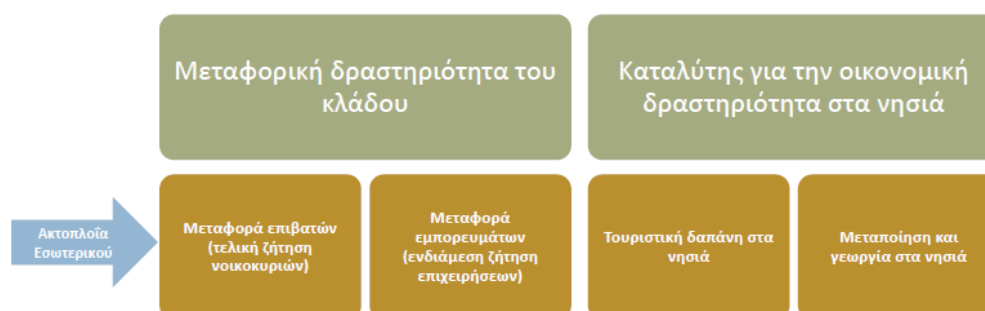 Μεταφορική δραστηριότητα του
κλάδου
Καταλύτης για την οικονομική
δραστηριότητα στα νησιά
Ακτοπλοΐα
Εσωτερικού
Μεταφορά επιβατών
(τελική ζήτηση
νοικοκυριών)
Μεταφορά
εμπορευμάτων
(ενδιάμεση ζήτηση
επιχειρήσεων)
Τουριστική δαπάνη στα
νησιά
Μεταποίηση και
γεωργία στα νησιά